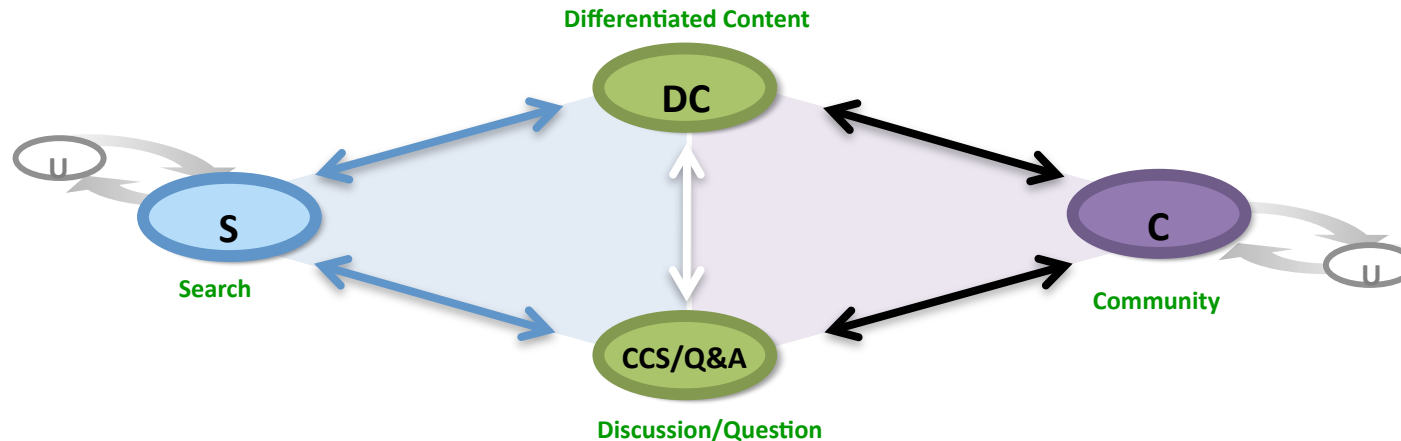 Differentiated Content
DC
U
S
C
U
Search
Community
CCS/Q&A
Discussion/Question